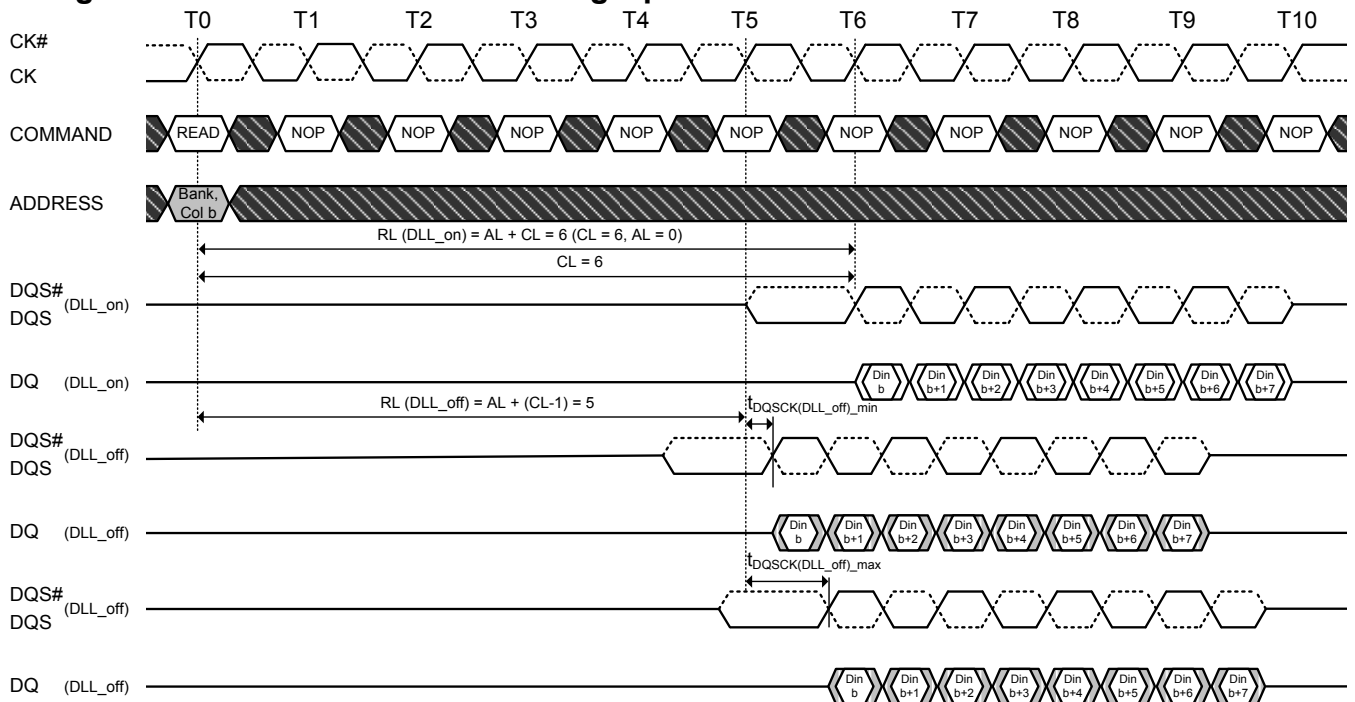 T0 T1 T2 T3 T4 T5 T6 T7 T8 T9 T10
CK#
CK
COMMAND READ NOP NOP NOP NOP NOP NOP NOP NOP NOP NOP
ADDRESS Bank,
Col b
RL (DLL_on) = AL + CL = 6 (CL = 6, AL = 0)
CL = 6
DQS#
DQS (DLL_on)
DQ (DLL_on) Din b Din b+1 Din b+2 Din b+3 Din b+4 Din b+5 Din b+6 Din b+7
RL (DLL_off) = AL + (CL-1) = 5 tDQSCK(DLL_off)_min
DQS#
DQS (DLL_off)
DQ (DLL_off) Din b Din b+1 Din b+2 Din b+3 Din b+4 Din b+5 Din b+6 Din b+7
tDQSCK(DLL_off)_max
DQS#
DQS (DLL_off)
DQ (DLL_off) Din b Din b+1 Din b+2 Din b+3 Din b+4 Din b+5 Din b+6 Din b+7